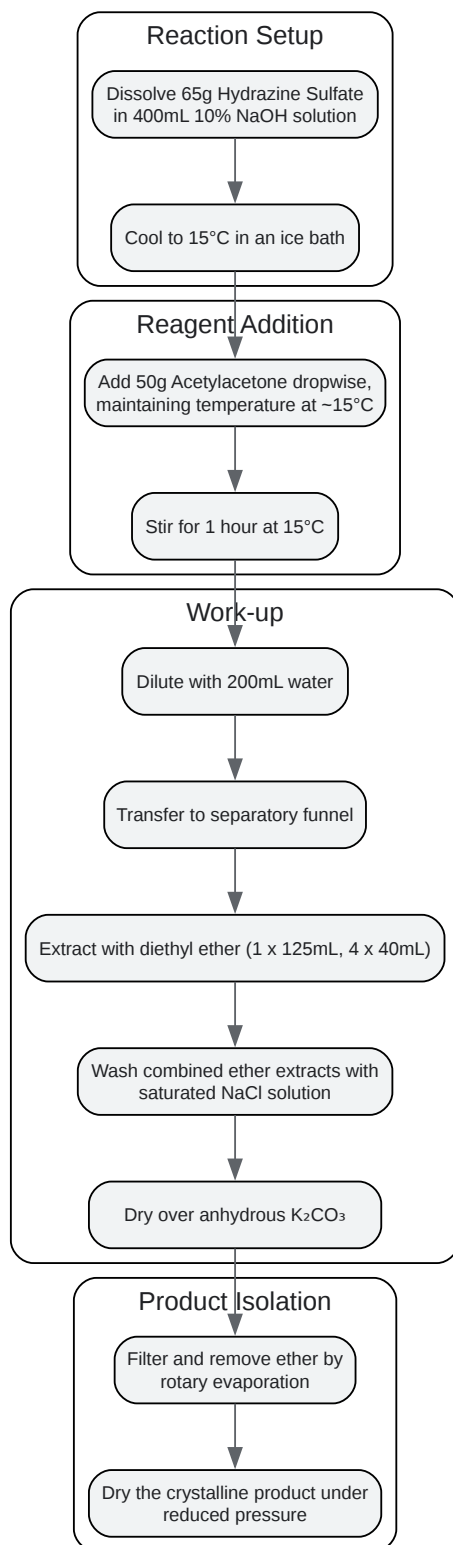 Reaction Setup
Dissolve 65g Hydrazine Sulfate
in 400mL 10% NaOH solution
Cool to 15°C in an ice bath
Reagent Addition
Add 50g Acetylacetone dropwise,
maintaining temperature at ~15°C
Stir for 1 hour at 15°C
Work-up
Dilute with 200mL water
Transfer to separatory funnel
Extract with diethyl ether (1 x 125mL, 4 x 40mL)
Wash combined ether extracts with
saturated NaCl solution
Dry over anhydrous K₂CO₃
Product Isolation
Filter and remove ether by
rotary evaporation
Dry the crystalline product under
reduced pressure